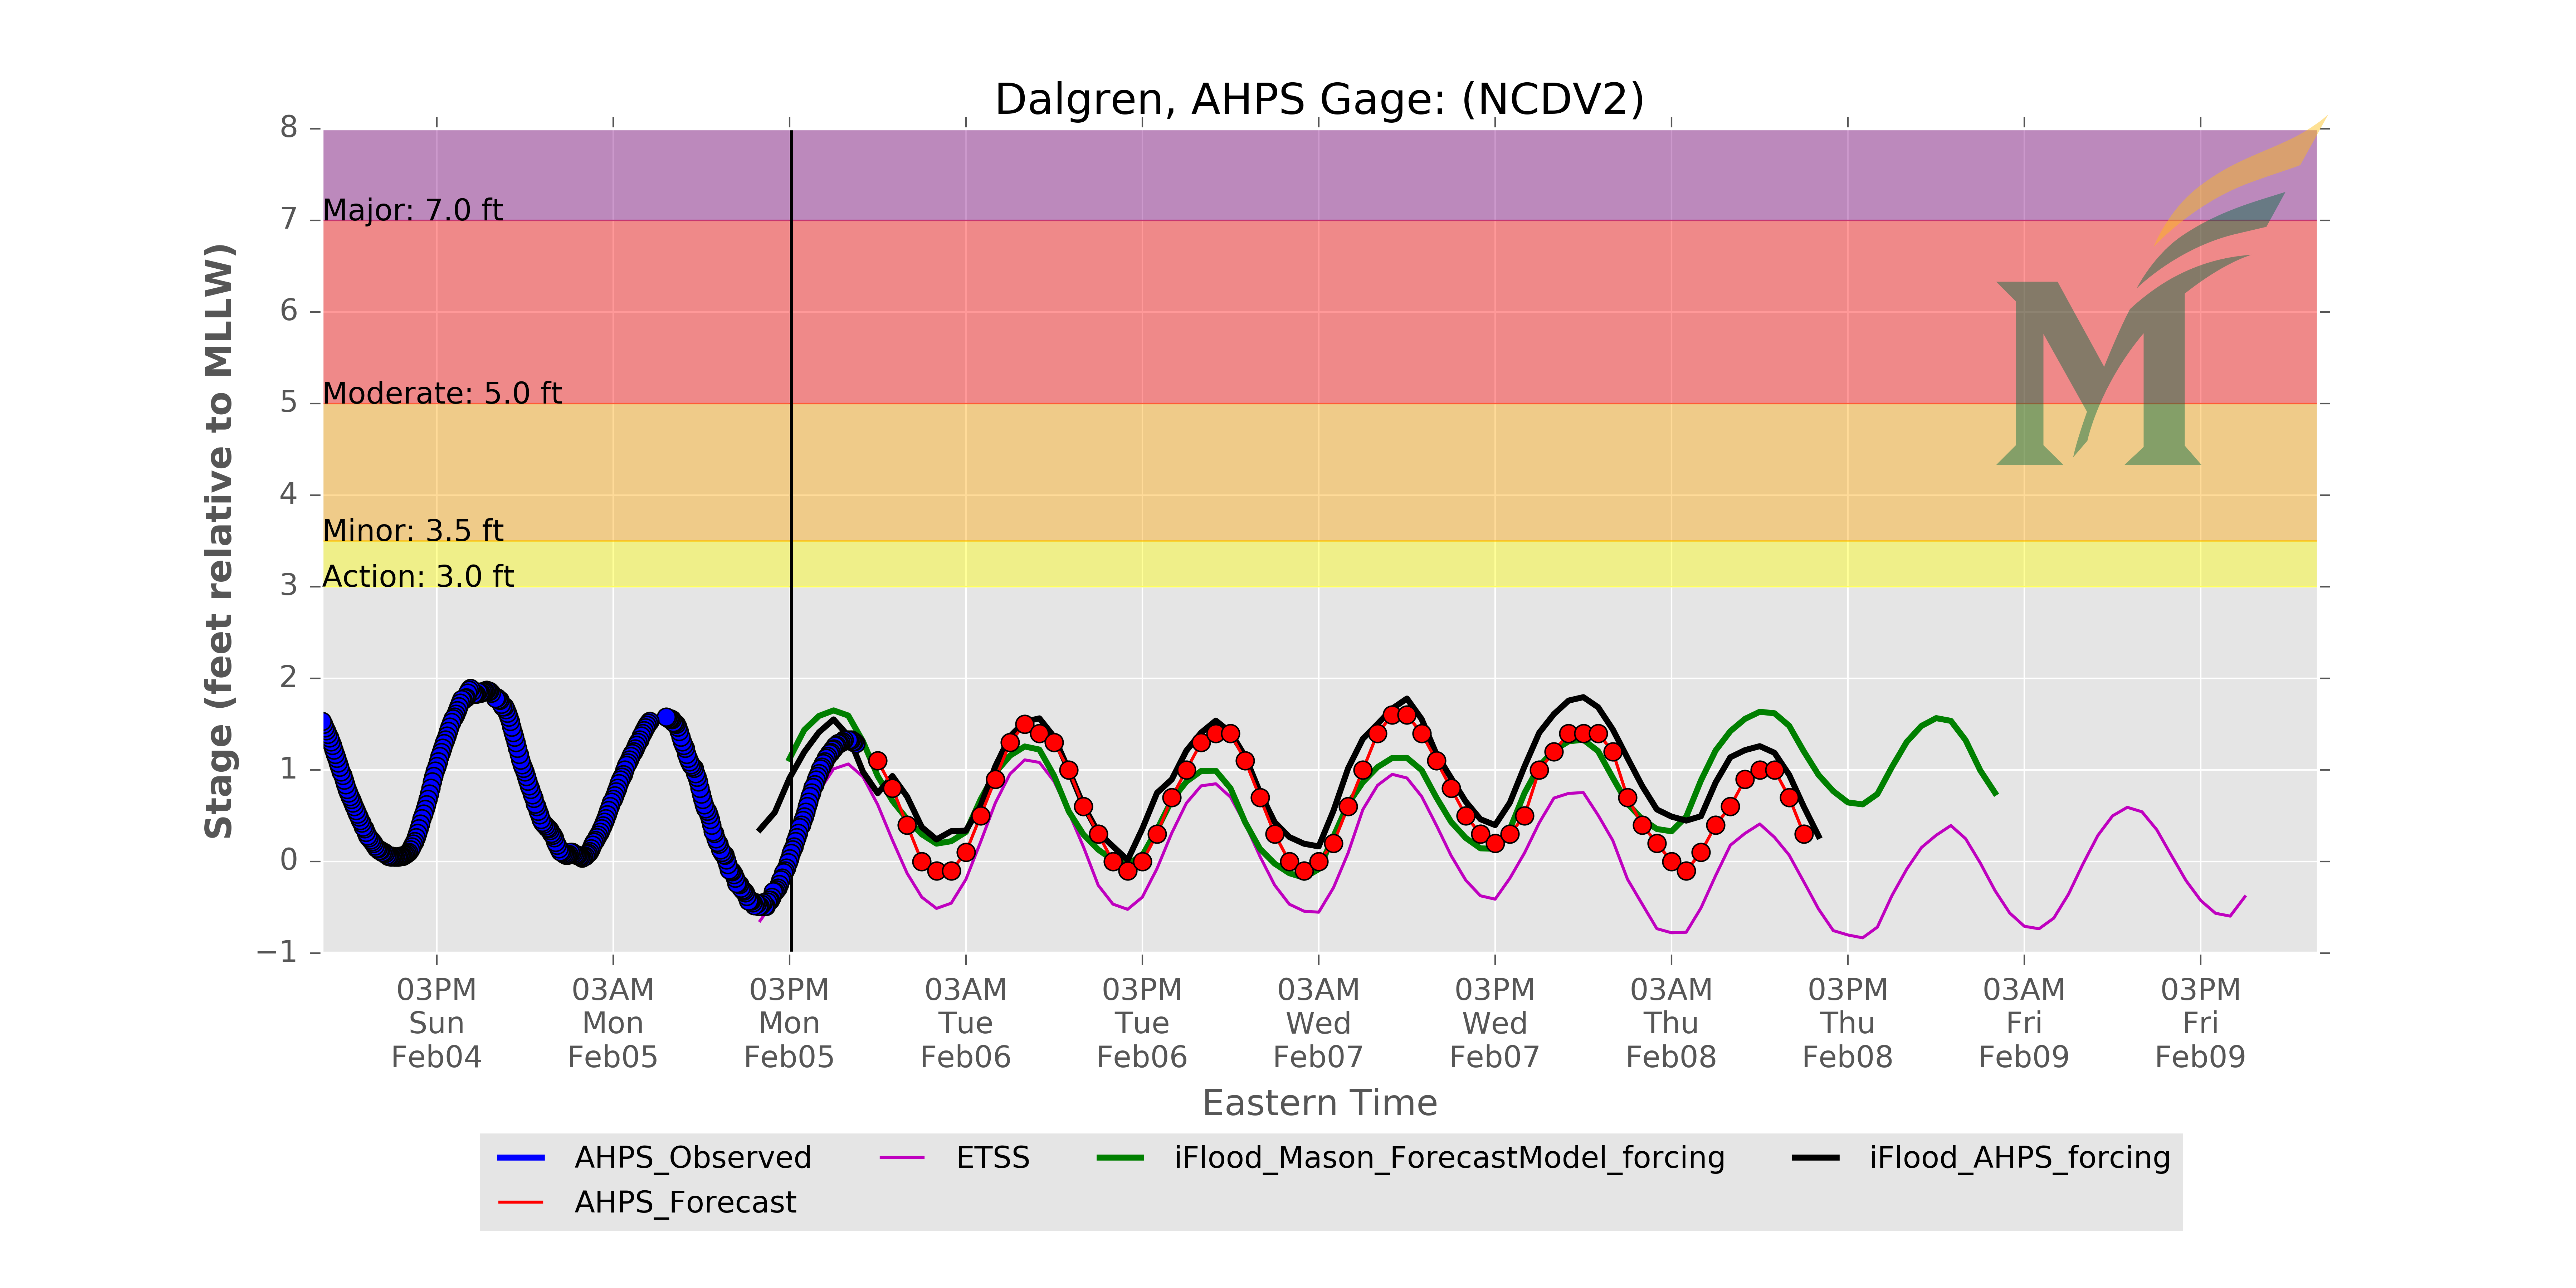 Dalgren, AHPS Gage: (NCDV2)
Stage (feet relative to MLLW)
8
7
6
5
4
3
2
1
0
−1
Major: 7.0 ft
Moderate: 5.0 ft
Minor: 3.5 ft
Action: 3.0 ft
M
03PM 03AM 03PM 03AM 03PM 03AM 03PM 03AM 03PM 03AM 03PM
Sun Mon Mon Tue Tue Wed Wed Thu Thu Fri Fri
Feb04 Feb05 Feb05 Feb06 Feb06 Feb07 Feb07 Feb08 Feb08 Feb09 Feb09
Eastern Time
AHPS_Observed ETSS iFlood_Mason_ForecastModel_forcing iFlood_AHPS_forcing
AHPS_Forecast